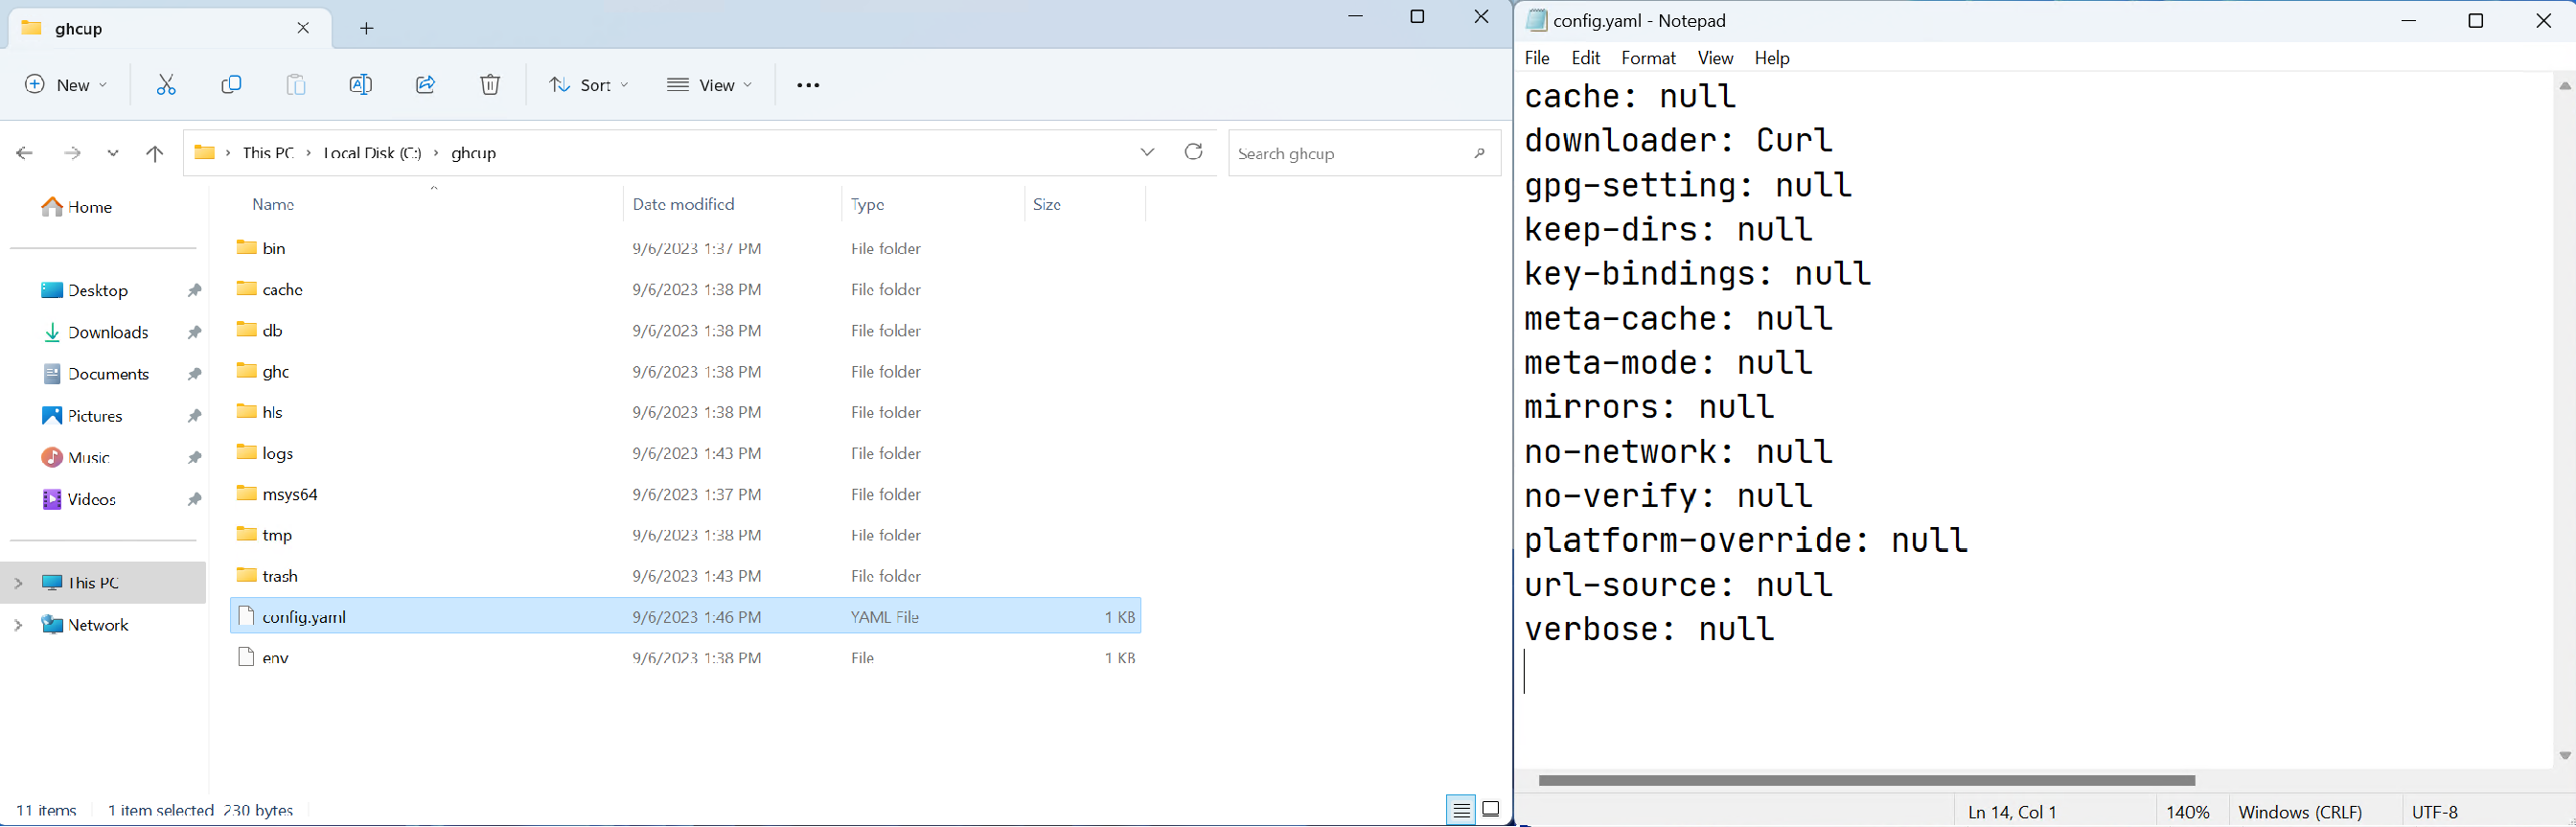 ghcup
New
Sort
View
This PC
Local Disk (C:)
ghcup
Search ghcup
Home
Desktop
Downloads
Documents
Pictures
Music
Videos
This PC
Network
Name Date modified Type Size
bin 9/6/2023 1:37 PM File folder
cache 9/6/2023 1:38 PM File folder
db 9/6/2023 1:38 PM File folder
ghc 9/6/2023 1:38 PM File folder
hls 9/6/2023 1:38 PM File folder
logs 9/6/2023 1:43 PM File folder
msys64 9/6/2023 1:37 PM File folder
tmp 9/6/2023 1:38 PM File folder
trash 9/6/2023 1:43 PM File folder
config.yaml 9/6/2023 1:46 PM YAML File 1 KB
env 9/6/2023 1:38 PM File 1 KB
11 items 1 item selected 230 bytes
config.yaml - Notepad
File Edit Format View Help
cache: null
downloader: Curl
gpg-setting: null
keep-dirs: null
key-bindings: null
meta-cache: null
meta-mode: null
mirrors: null
no-network: null
no-verify: null
platform-override: null
url-source: null
verbose: null
Ln 14, Col 1 140% Windows (CRLF) UTF-8